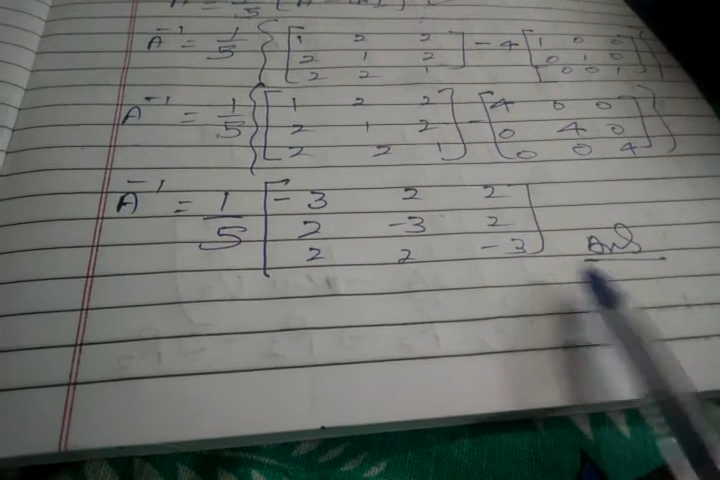 A⁻¹ = 1/5 { [ 1 2 2
2 1 2
2 2 1 ] - 4 [ 1 0 0
0 1 0
0 0 1 ] }
A⁻¹ = 1/5 { [ 1 2 2
2 1 2
2 2 1 ] - [ 4 0 0
0 4 0
0 0 4 ] }
A⁻¹ = 1/5 [ -3 2 2
2 -3 2
2 2 -3 ] Ans